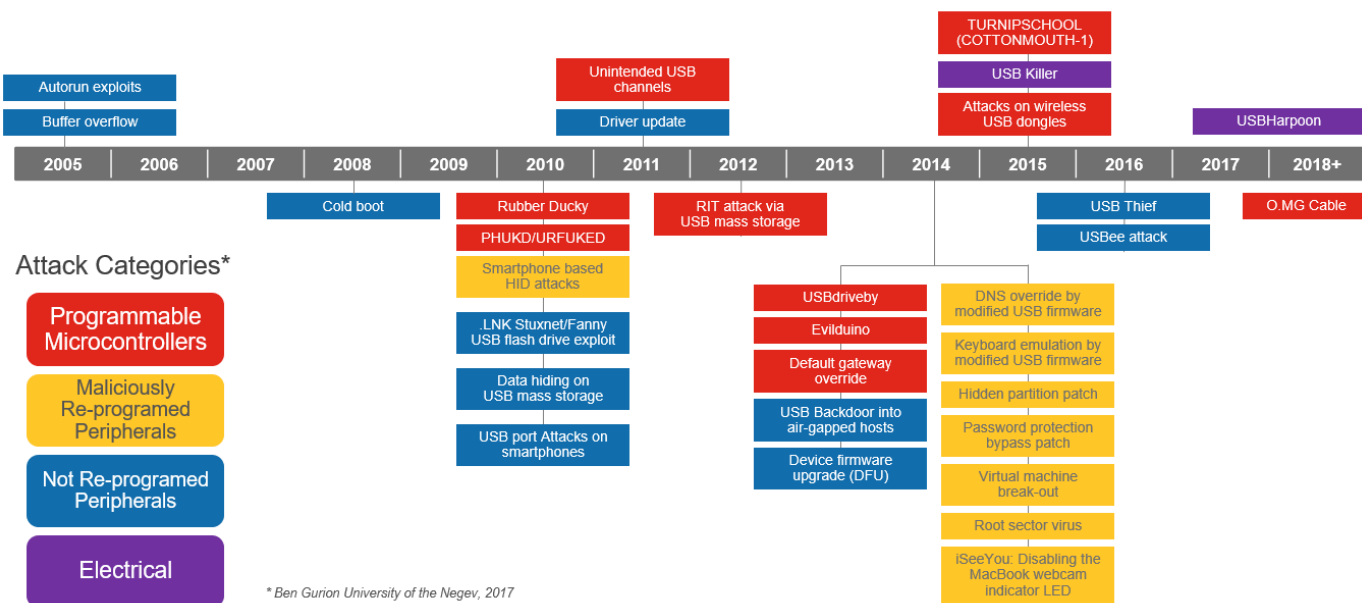 TURNIPSCHOOL
(COTTONMOUTH-1)
Autorun exploits
Unintended USB
channels
USB Killer
Buffer overflow
Driver update
Attacks on wireless
USB dongles
USBHarpoon
2005
2006
2007
2008
2009
2010
2011
2012
2013
2014
2015
2016
2017
2018+
Cold boot
Rubber Ducky
PHUKD/URFUKED
Smartphone based
HID attacks
.LNK Stuxnet/Fanny
USB flash drive exploit
Data hiding on
USB mass storage
USB port Attacks on
smartphones
RIT attack via
USB mass storage
USBdriveby
Evilduino
Default gateway
override
USB Backdoor into
air-gapped hosts
Device firmware
upgrade (DFU)
DNS override by
modified USB firmware
Keyboard emulation by
modified USB firmware
Hidden partition patch
Password protection
bypass patch
Virtual machine
break-out
Root sector virus
iSeeYou: Disabling the
MacBook webcam
indicator LED
USB Thief
USBee attack
O.MG Cable
Attack Categories*
Programmable
Microcontrollers
Maliciously
Re-programed
Peripherals
Not Re-programed
Peripherals
Electrical
* Ben Gurion University of the Negev, 2017